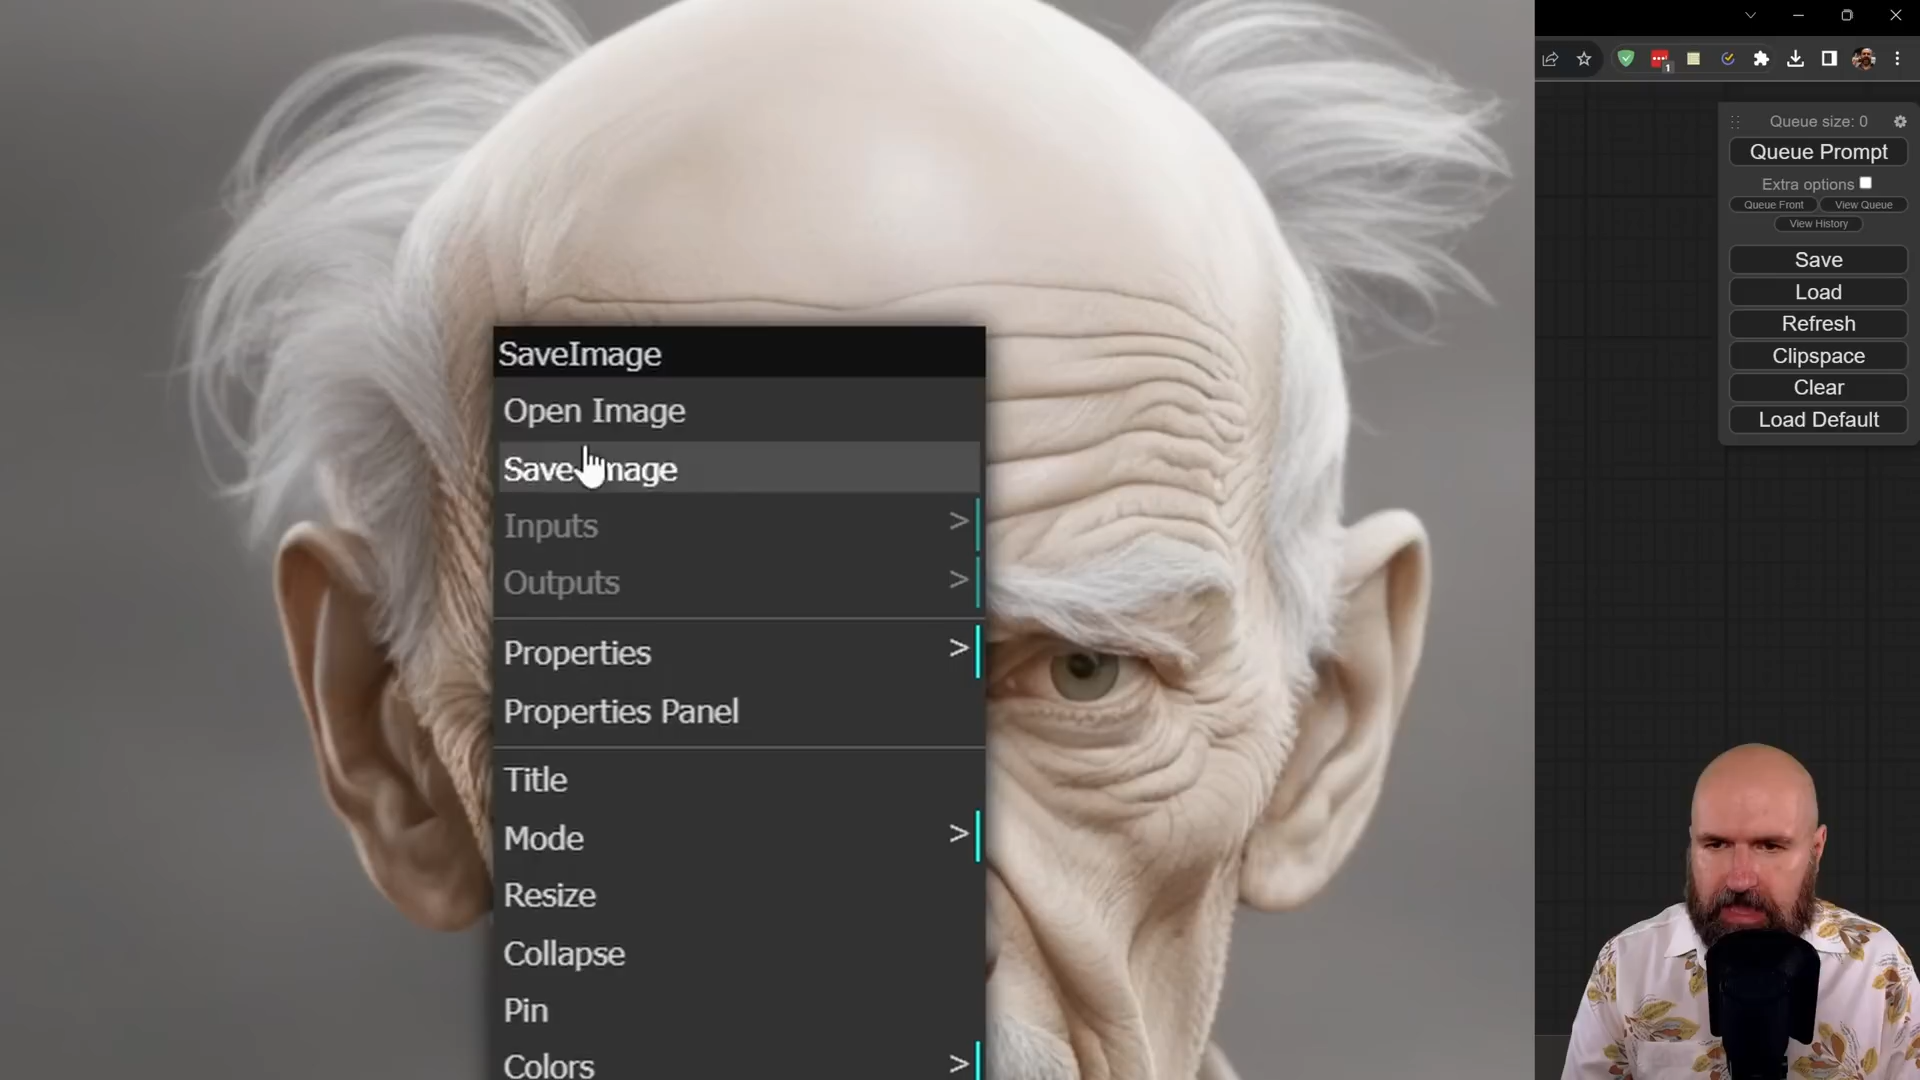 SaveImage
Open Image
Save Image
Inputs >
Outputs >
Properties >
Properties Panel
Title
Mode >
Resize
Collapse
Pin
Colors >
1
Queue size: 0
Queue Prompt
Extra options
Queue Front View Queue
View History
Save
Load
Refresh
Clipspace
Clear
Load Default